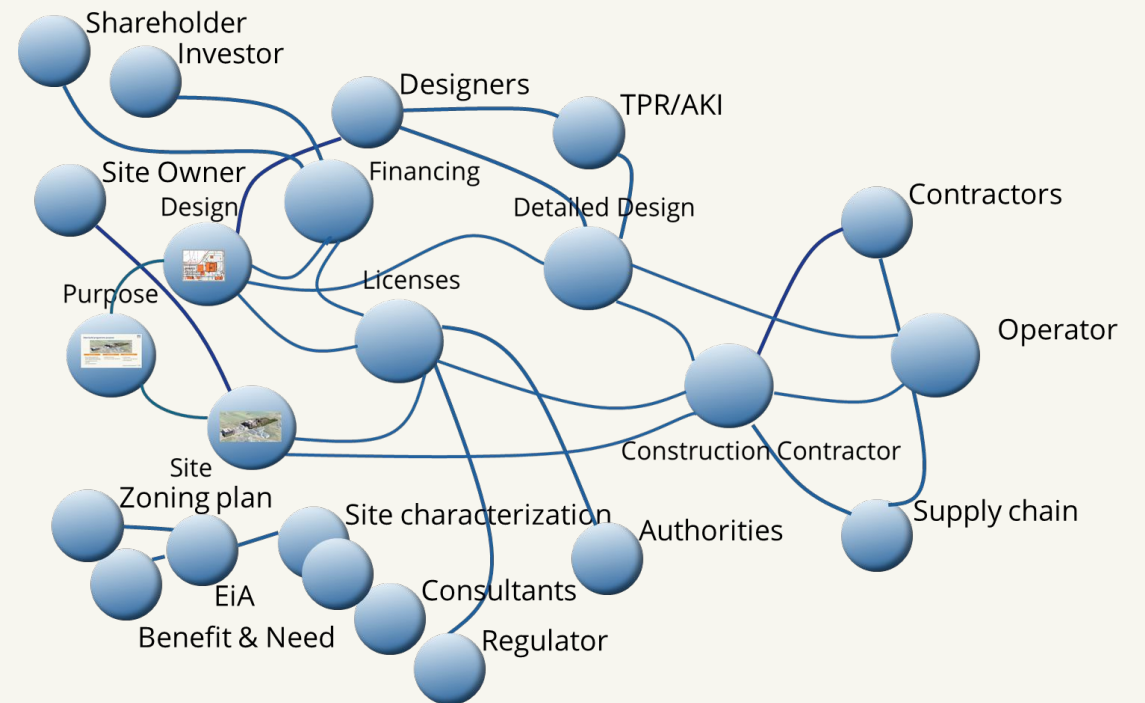 Shareholder
Investor
Designers
TPR/AKI
Site Owner
Financing
Design
Detailed Design
Contractors
Licenses
Purpose
Operator
Construction Contractor
Site
Zoning plan
Site characterization
Supply chain
Authorities
EiA
Consultants
Benefit & Need
Regulator